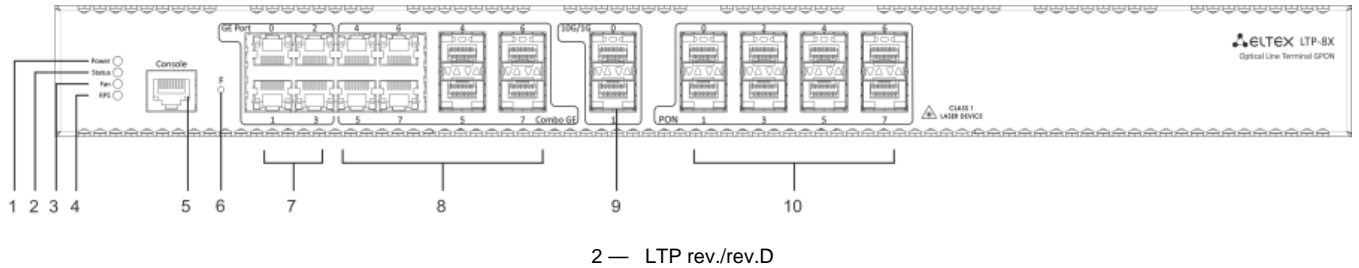 GE Port 0 2 4 6 4 6 10G/1G 0 0 2 4 6
ELTEX LTP-8X
Optical Line Terminal GPON
Power
Status
Fan
RPS
Console
F
CLASS 1
LASER DEVICE
1 3 5 7 5 7 Combo GE 1 PON 1 3 5 7
1 2 3 4 5 6 7 8 9 10
2 — LTP rev./rev.D